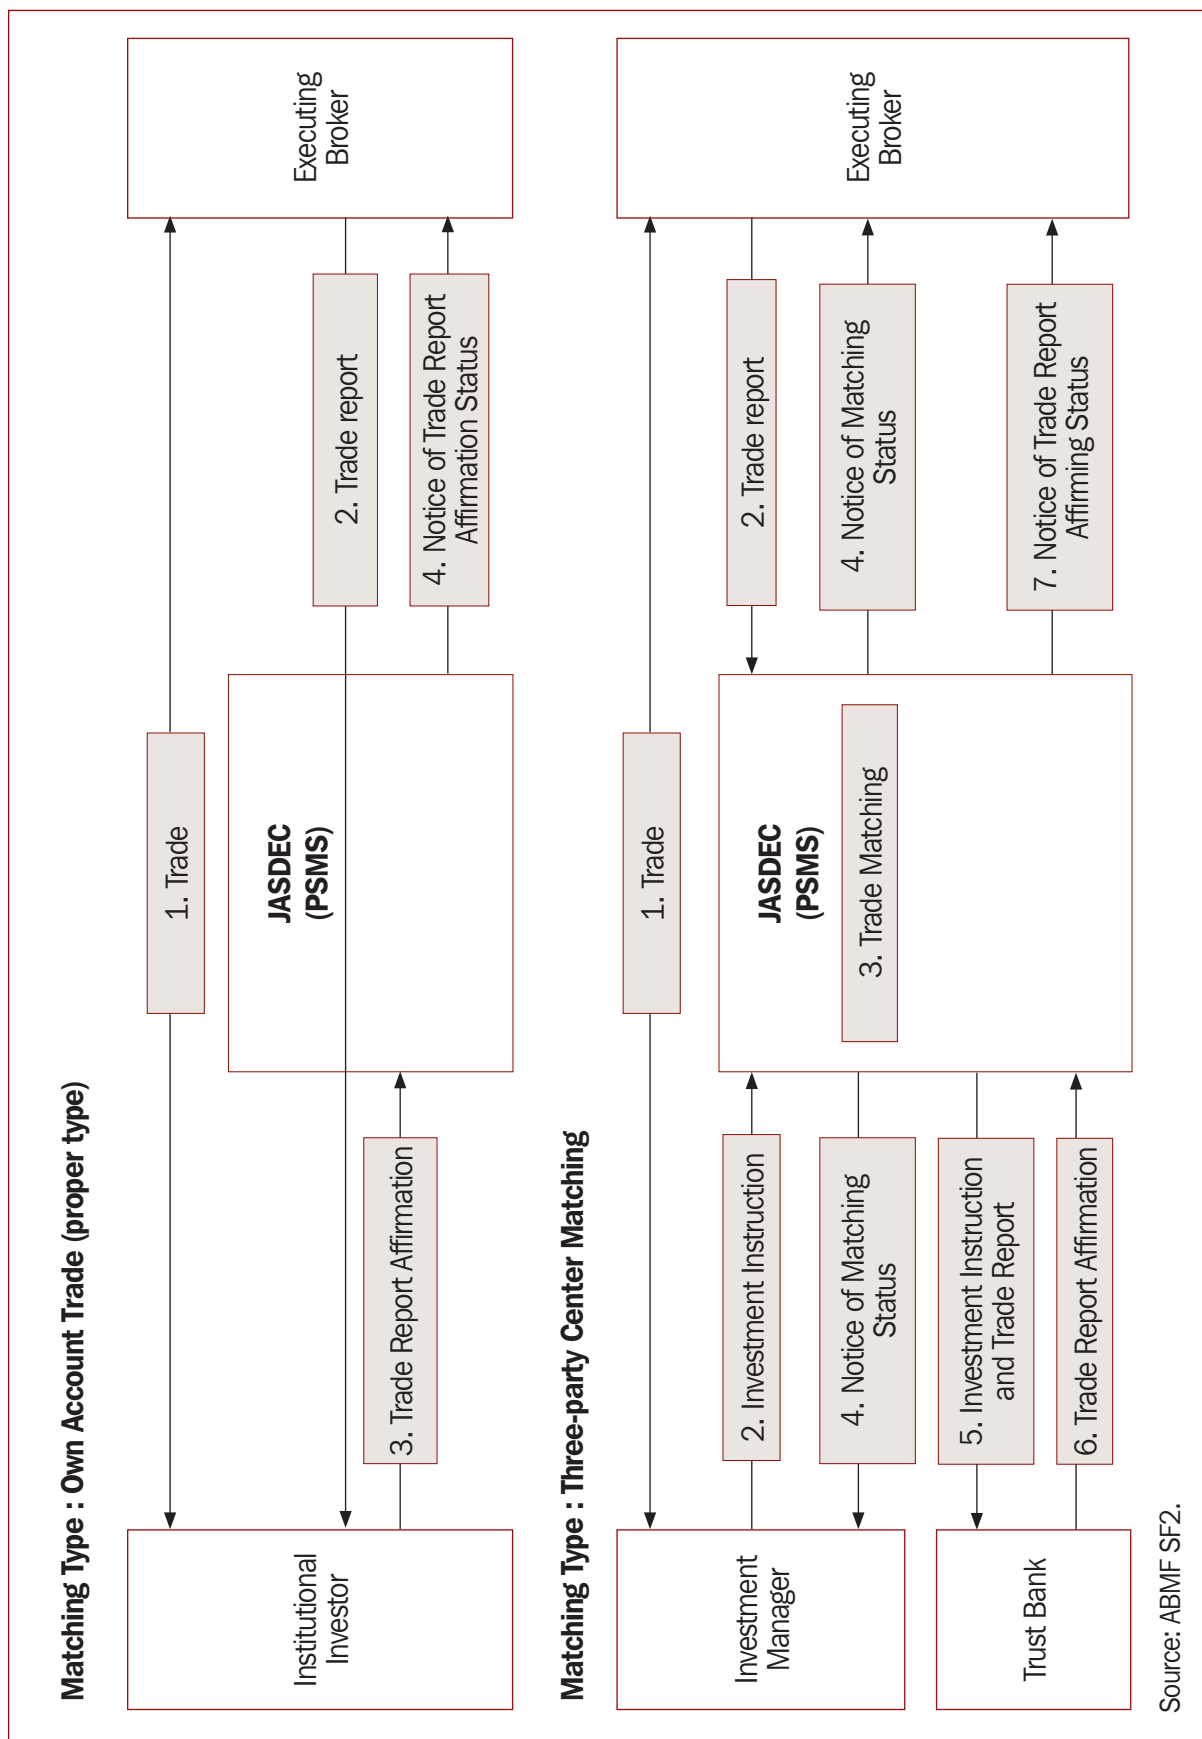 Matching Type : Own Account Trade (proper type)
Institutional
Investor
1. Trade
JASDEC
(PSMS)
3. Trade Report Affirmation
2. Trade report
4. Notice of Trade Report
Affirmation Status
Executing
Broker
Matching Type : Three-party Center Matching
Investment
Manager
Trust Bank
1. Trade
2. Investment Instruction
4. Notice of Matching
Status
5. Investment Instruction
and Trade Report
6. Trade Report Affirmation
JASDEC
(PSMS)
3. Trade Matching
2. Trade report
4. Notice of Matching
Status
7. Notice of Trade Report
Affirming Status
Executing
Broker
Source: ABMF SF2.